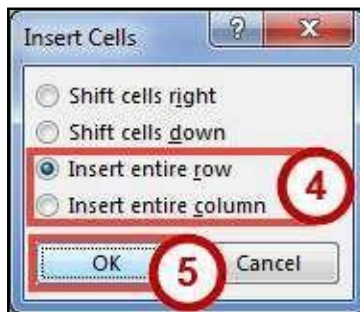 Insert Cells
Shift cells right
Shift cells down
Insert entire row
4
Insert entire column
OK
5
Cancel